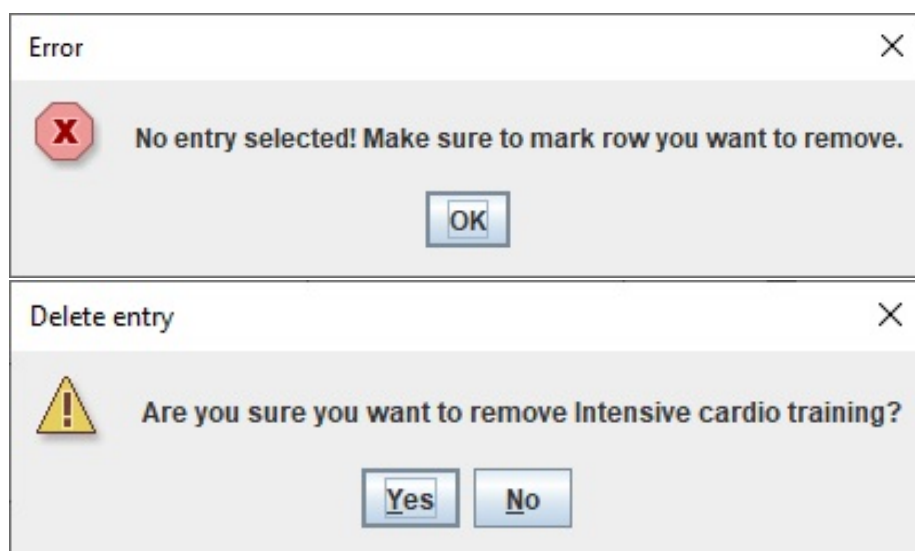 Error
No entry selected! Make sure to mark row you want to remove.
OK
Delete entry
Are you sure you want to remove Intensive cardio training?
Yes No